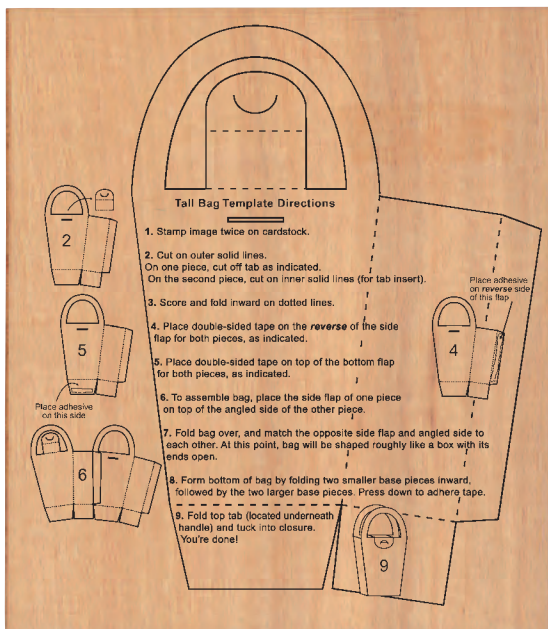 Tall Bag Template Directions
1. Stamp image twice on cardstock.
2. Cut on outer solid lines.
On one piece, cut off tab as indicated.
On the second piece, cut on inner solid lines (for tab insert).
3. Score and fold inward on dotted lines.
4. Place double-sided tape on the reverse of the side
flap for both pieces, as indicated.
5. Place double-sided tape on top of the bottom flap
for both pieces, as indicated.
6. To assemble bag, place the side flap of one piece
on top of the angled side of the other piece.
7. Fold bag over, and match the opposite side flap and angled side to
each other. At this point, bag will be shaped roughly like a box with its
ends open.
8. Form bottom of bag by folding two smaller base pieces inward,
followed by the two larger base pieces. Press down to adhere tape.
9. Fold top tab (located underneath
handle) and tuck into closure.
You're done!
2
5
Place adhesive
on this side
6
Place adhesive
on reverse side
of this flap
4
9